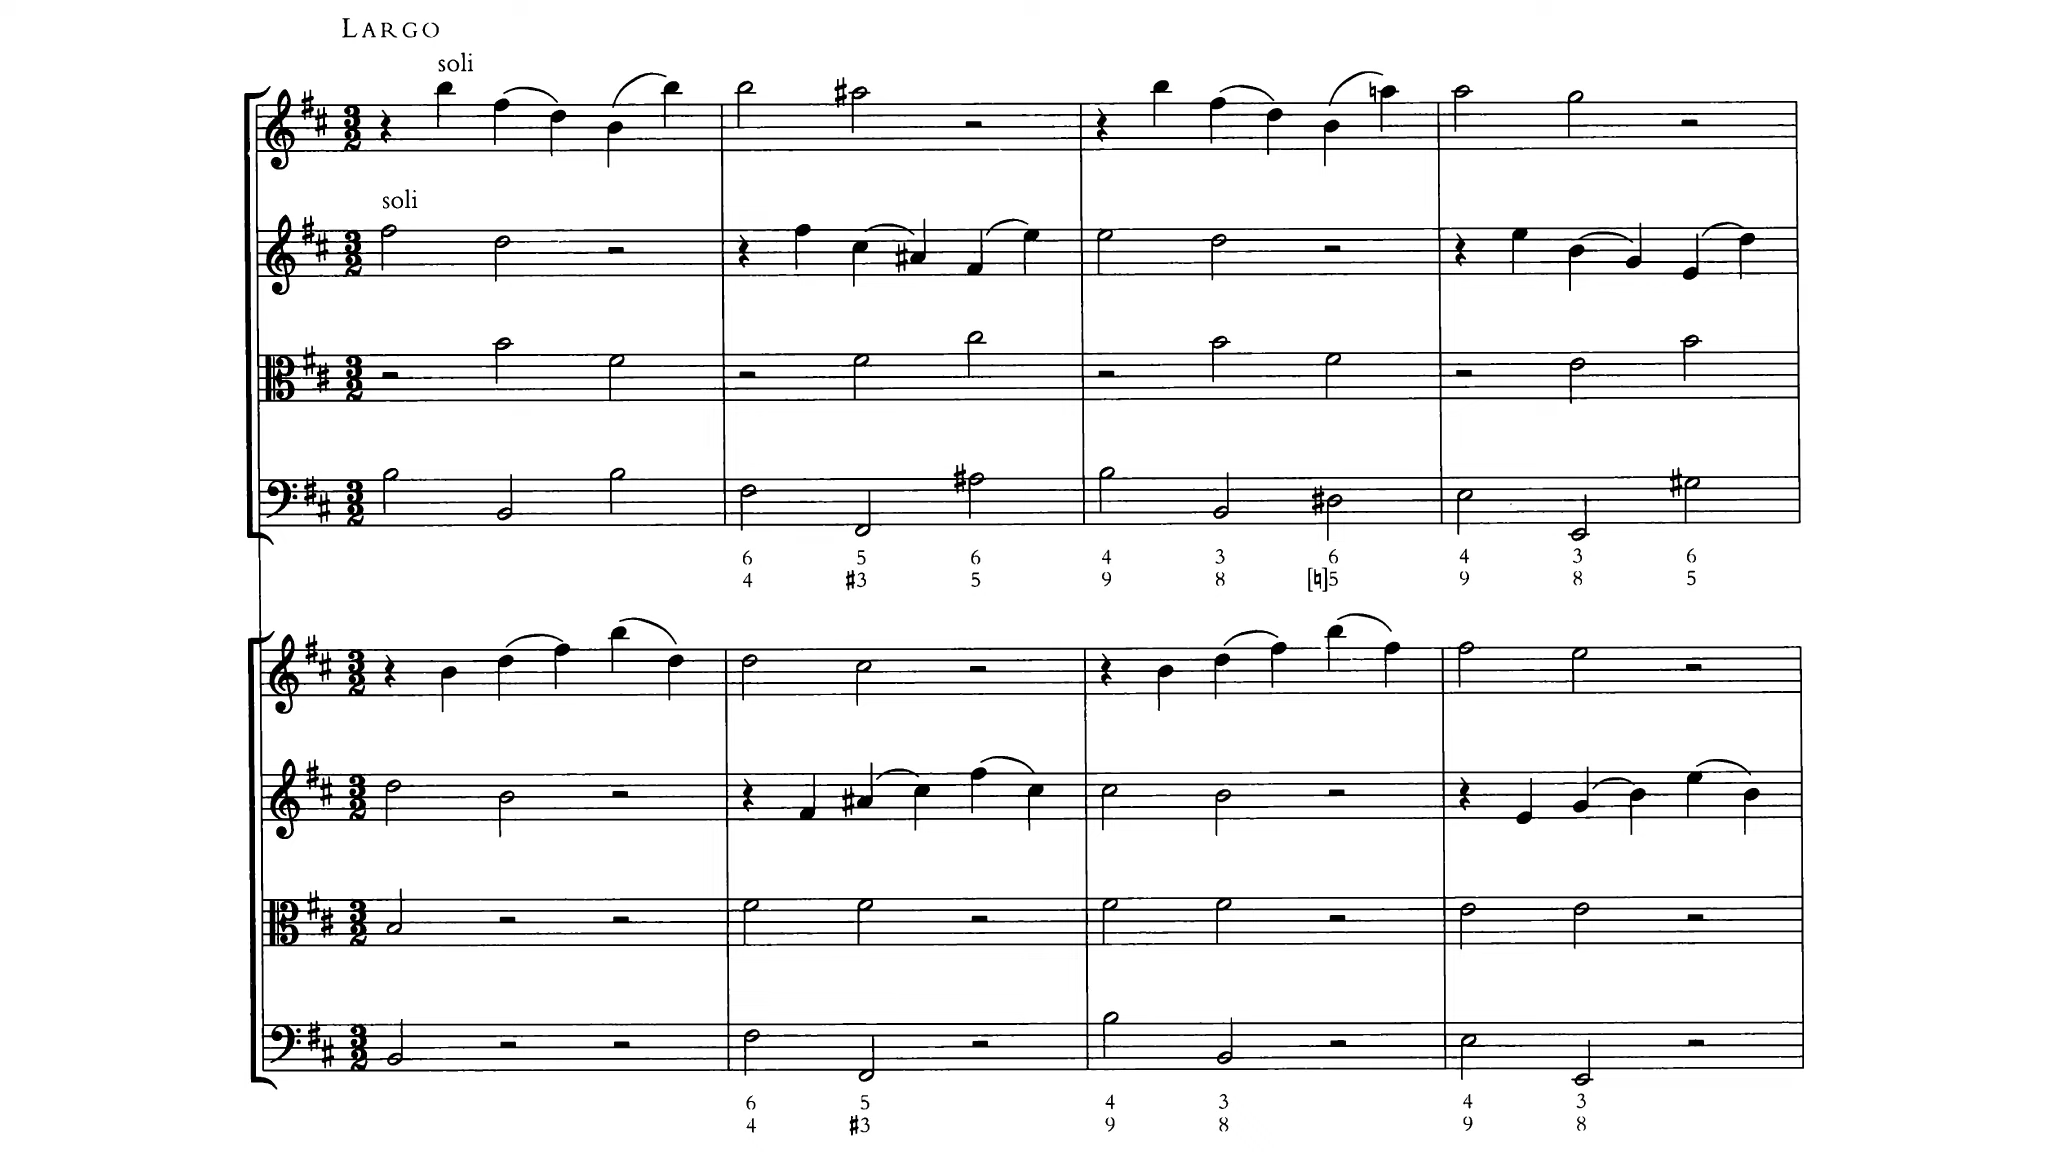 LARGO
soli
soli
6 5 6 4 3 6 4 3 6
4 #3 5 9 8 [♮]5 9 8 5
6 5 4 3 4 3
4 #3 9 8 9 8